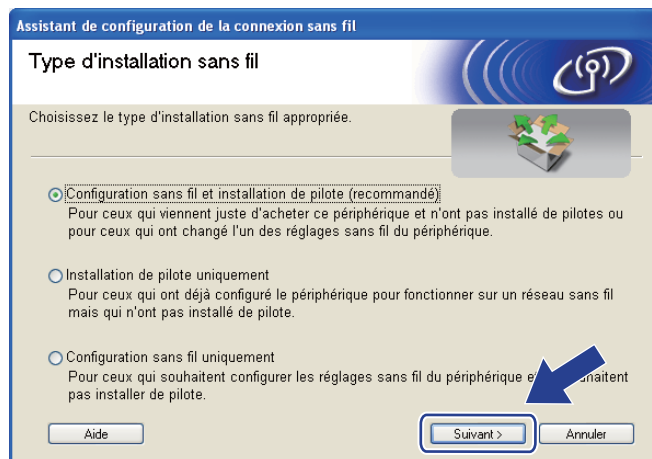 Assistant de configuration de la connexion sans fil
Type d'installation sans fil
Choisissez le type d'installation sans fil appropriée.
Configuration sans fil et installation de pilote (recommandé)
Pour ceux qui viennent juste d'acheter ce périphérique et n'ont pas installé de pilotes ou
pour ceux qui ont changé l'un des réglages sans fil du périphérique.
Installation de pilote uniquement
Pour ceux qui ont déjà configuré le périphérique pour fonctionner sur un réseau sans fil
mais qui n'ont pas installé de pilote.
Configuration sans fil uniquement
Pour ceux qui souhaitent configurer les réglages sans fil du périphérique
pas installer de pilote.
Aide
Suivant >
Annuler